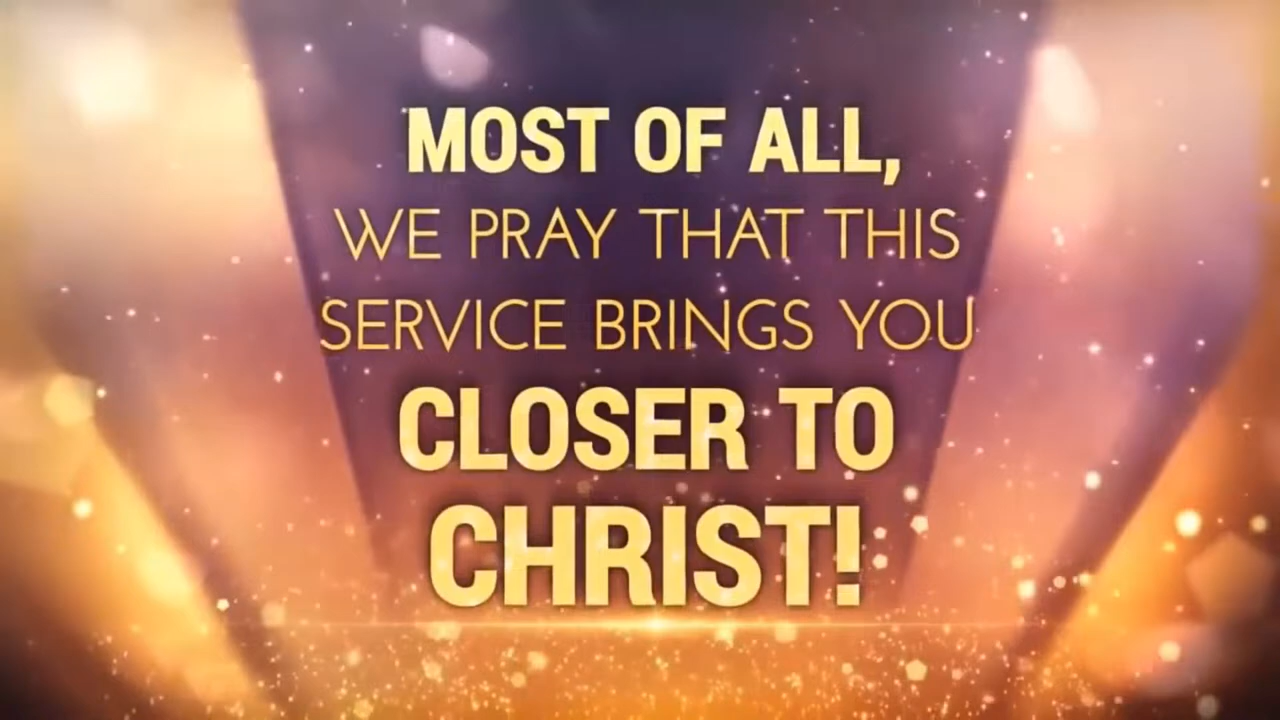 MOST OF ALL,
WE PRAY THAT THIS
SERVICE BRINGS YOU
CLOSER TO
CHRIST!